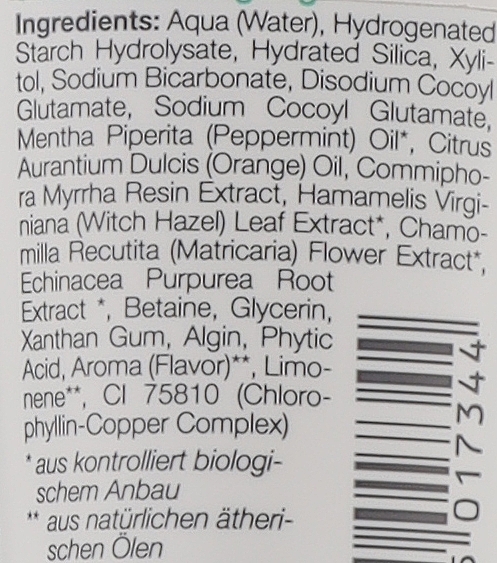 Ingredients: Aqua (Water), Hydrogenated
Starch Hydrolysate, Hydrated Silica, Xyli-
tol, Sodium Bicarbonate, Disodium Cocoyl
Glutamate, Sodium Cocoyl Glutamate,
Mentha Piperita (Peppermint) Oil*, Citrus
Aurantium Dulcis (Orange) Oil, Commipho-
ra Myrrha Resin Extract, Hamamelis Virgi-
niana (Witch Hazel) Leaf Extract*, Chamo-
milla Recutita (Matricaria) Flower Extract*,
Echinacea Purpurea Root
Extract *, Betaine, Glycerin,
Xanthan Gum, Algin, Phytic
Acid, Aroma (Flavor)**, Limo-
nene**, CI 75810 (Chloro-
phyllin-Copper Complex)
* aus kontrolliert biologi-
schem Anbau
** aus natürlichen ätheri-
schen Ölen
017344